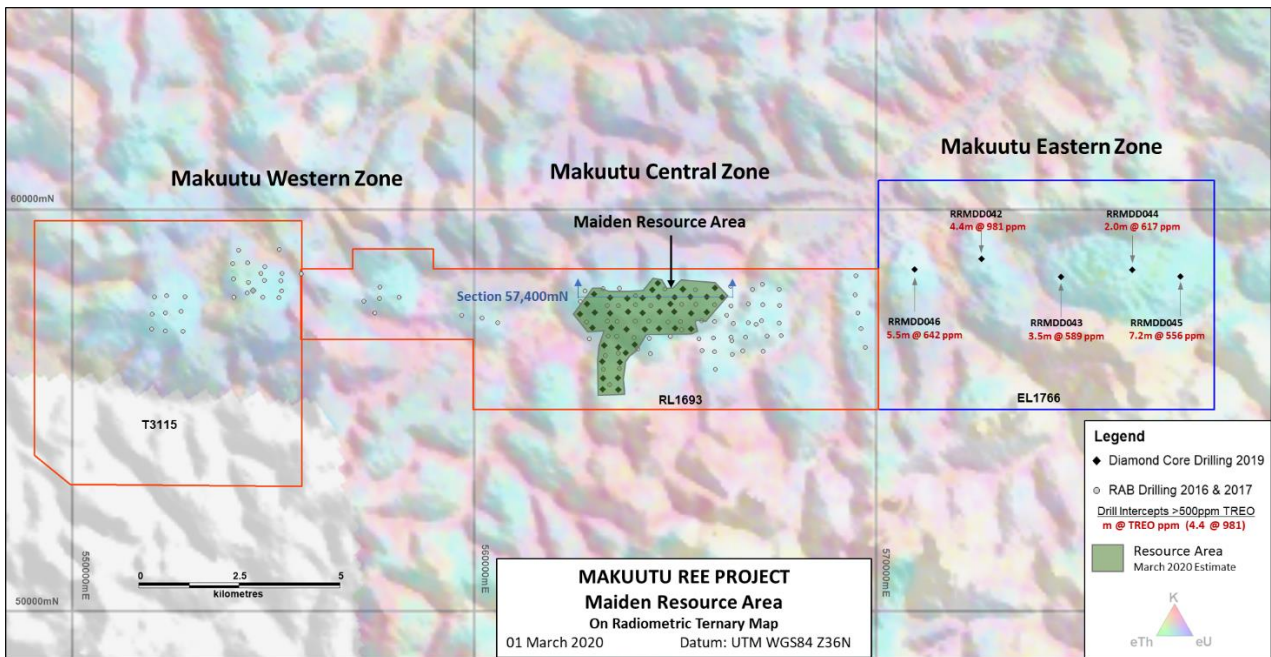 Makuutu Western Zone
Makuutu Central Zone
Makuutu Eastern Zone
60000mN
Maiden Resource Area
RRMDD042
4.4m @ 981 ppm
RRMDD044
2.0m @ 617 ppm
Section 57,400mN
RRMDD046
5.5m @ 642 ppm
RRMDD043
3.5m @ 589 ppm
RRMDD045
7.2m @ 556 ppm
T3115
RL1693
EL1766
Legend
Diamond Core Drilling 2019
RAB Drilling 2016 & 2017
Drill Intercepts >500ppm TREO
m @ TREO ppm (4.4 @ 981)
Resource Area
March 2020 Estimate
K
eTh
eU
550000mE
560000mE
570000mE
0
2.5
5
kilometres
50000mN
MAKUUTU REE PROJECT
Maiden Resource Area
On Radiometric Ternary Map
01 March 2020 Datum: UTM WGS84 Z36N